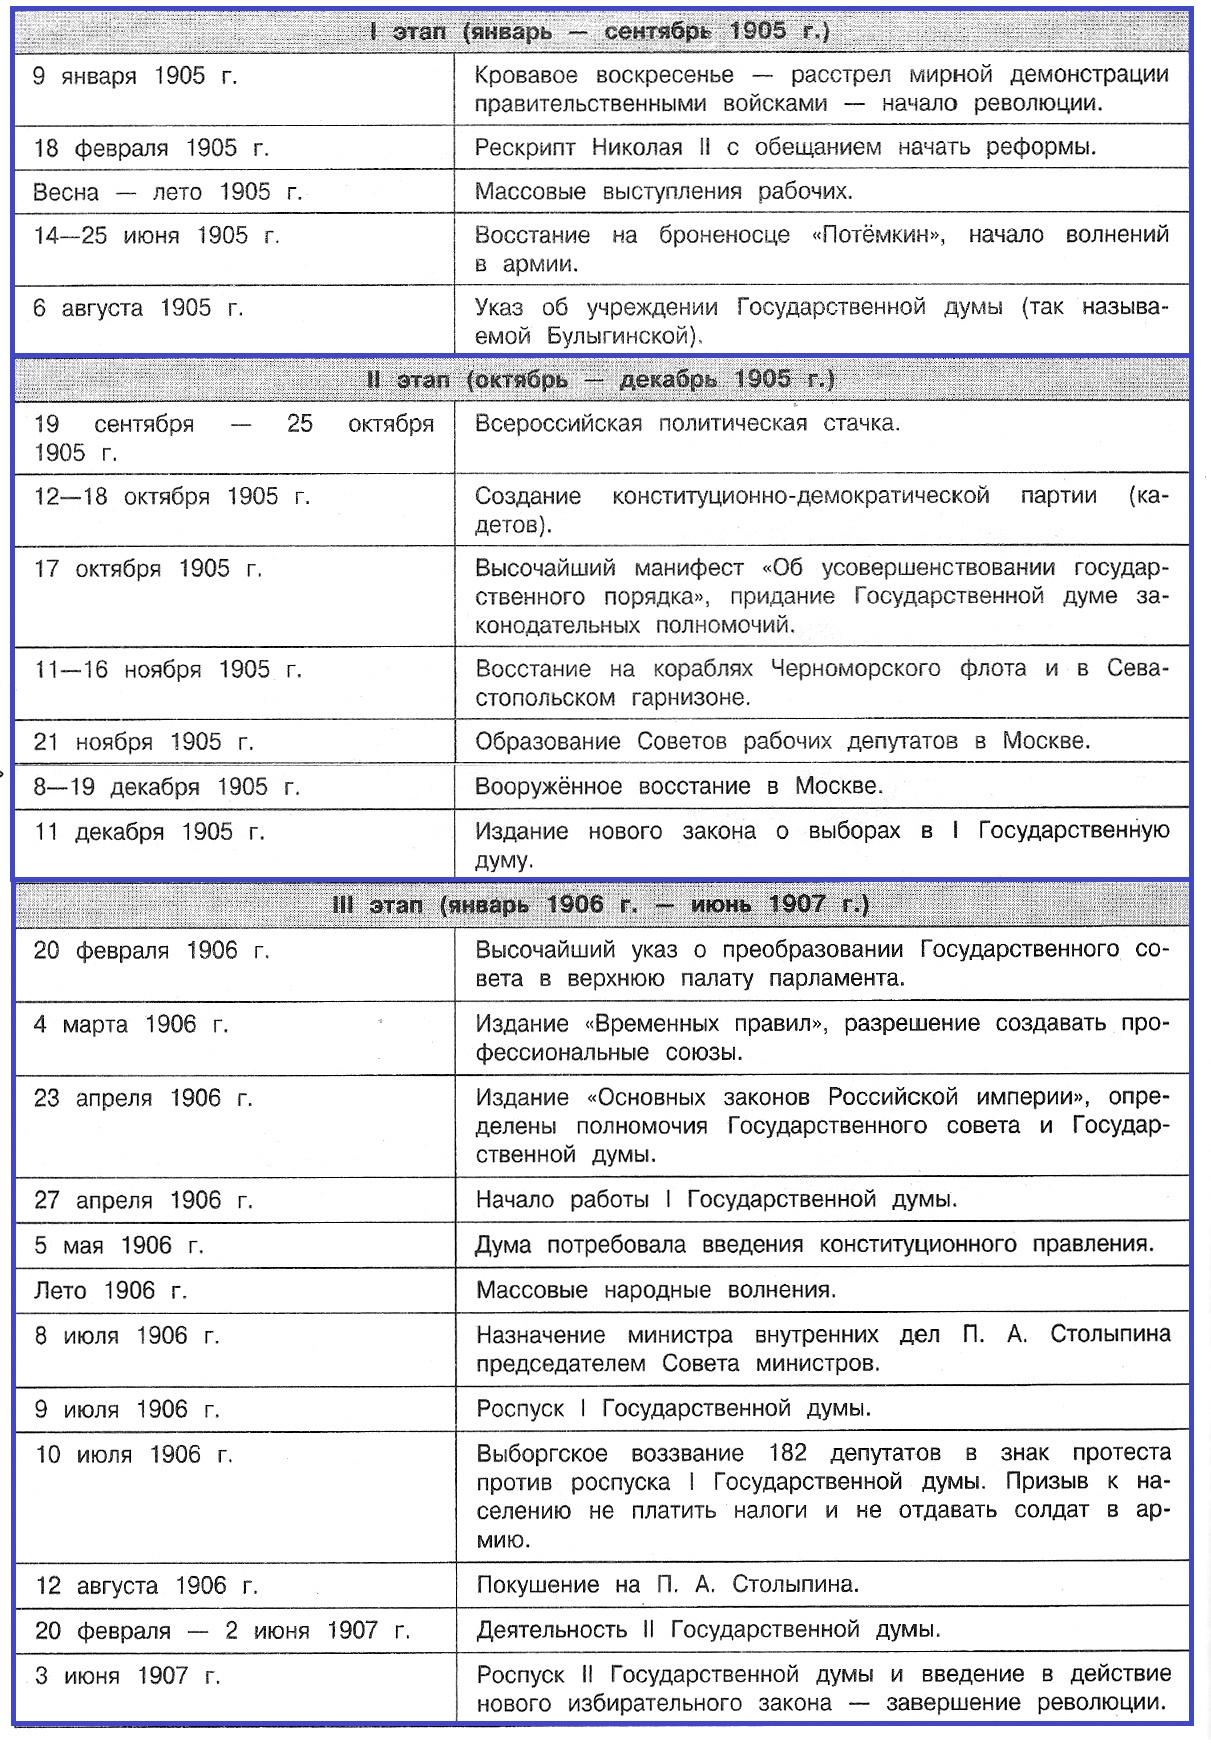 I этап (январь — сентябрь 1905 г.)
9 января 1905 г.
Кровавое воскресенье — расстрел мирной демонстрации
правительственными войсками — начало революции.
18 февраля 1905 г.
Рескрипт Николая II с обещанием начать реформы.
Весна — лето 1905 г.
Массовые выступления рабочих.
14—25 июня 1905 г.
Восстание на броненосце «Потёмкин», начало волнений
в армии.
6 августа 1905 г.
Указ об учреждении Государственной думы (так называ-
емой Булыгинской).
II этап (октябрь — декабрь 1905 г.)
19 сентября — 25 октября
1905 г.
Всероссийская политическая стачка.
12—18 октября 1905 г.
Создание конституционно-демократической партии (ка-
детов).
17 октября 1905 г.
Высочайший манифест «Об усовершенствовании государ-
ственного порядка», придание Государственной думе за-
конодательных полномочий.
11—16 ноября 1905 г.
Восстание на кораблях Черноморского флота и в Сева-
стопольском гарнизоне.
21 ноября 1905 г.
Образование Советов рабочих депутатов в Москве.
8—19 декабря 1905 г.
Вооружённое восстание в Москве.
11 декабря 1905 г.
Издание нового закона о выборах в I Государственную
думу.
III этап (январь 1906 г. — июнь 1907 г.)
20 февраля 1906 г.
Высочайший указ о преобразовании Государственного со-
вета в верхнюю палату парламента.
4 марта 1906 г.
Издание «Временных правил», разрешение создавать про-
фессиональные союзы.
23 апреля 1906 г.
Издание «Основных законов Российской империи», опре-
делены полномочия Государственного совета и Государ-
ственной думы.
27 апреля 1906 г.
Начало работы I Государственной думы.
5 мая 1906 г.
Дума потребовала введения конституционного правления.
Лето 1906 г.
Массовые народные волнения.
8 июля 1906 г.
Назначение министра внутренних дел П. А. Столыпина
председателем Совета министров.
9 июля 1906 г.
Роспуск I Государственной думы.
10 июля 1906 г.
Выборгское воззвание 182 депутатов в знак протеста
против роспуска I Государственной думы. Призыв к на-
селению не платить налоги и не отдавать солдат в ар-
мию.
12 августа 1906 г.
Покушение на П. А. Столыпина.
20 февраля — 2 июня 1907 г.
Деятельность II Государственной думы.
3 июня 1907 г.
Роспуск II Государственной думы и введение в действие
нового избирательного закона — завершение революции.